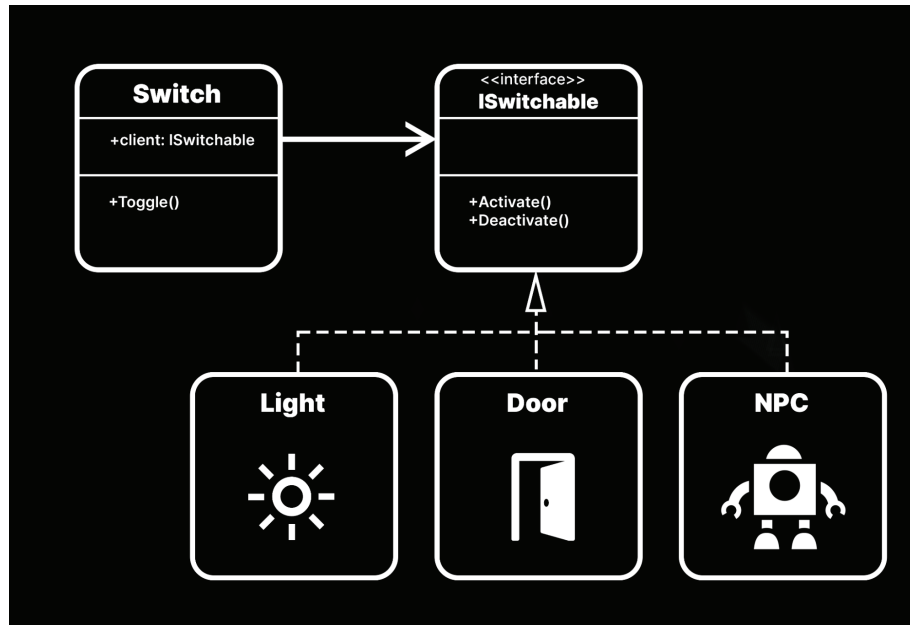 Switch
+client: ISwitchable
+Toggle()
<<interface>>
ISwitchable
+Activate()
+Deactivate()
Light
Door
NPC